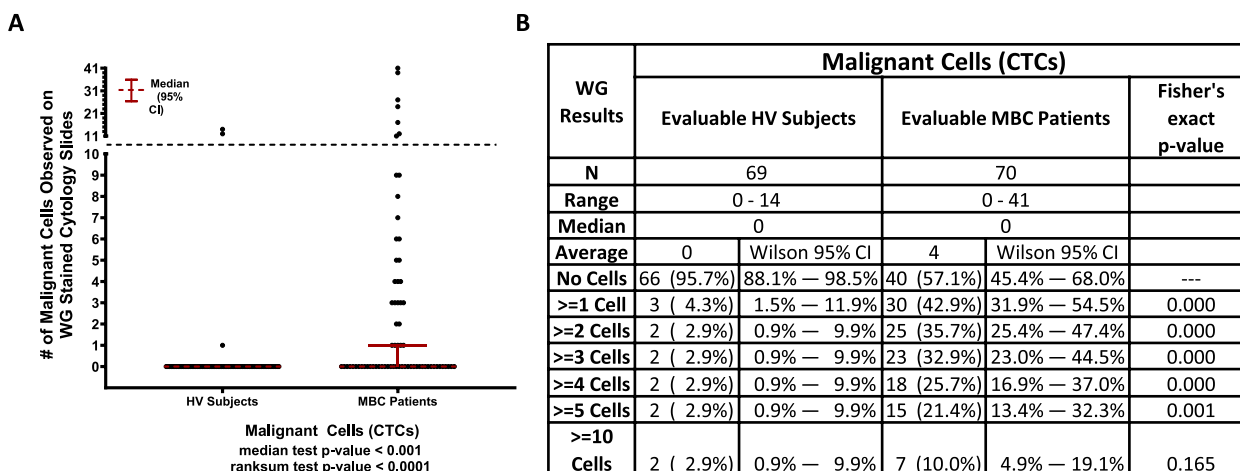 A
B
41
31
21
11
10
9
8
7
6
5
4
3
2
1
0
Median
(95%
CI)
# of Malignant Cells Observed on
WG Stained Cytology Slides
HV Subjects MBC Patients
Malignant Cells (CTCs)
median test p-value < 0.001
ranksum test p-value < 0.0001
WG
Results
Malignant Cells (CTCs)
Evaluable HV Subjects Evaluable MBC Patients
Fisher's
exact
p-value
N 69 70
Range 0 - 14 0 - 41
Median 0 0
Average 0 Wilson 95% CI 4 Wilson 95% CI
No Cells 66 (95.7%) 88.1% — 98.5% 40 (57.1%) 45.4% — 68.0% ---
>=1 Cell 3 ( 4.3%) 1.5% — 11.9% 30 (42.9%) 31.9% — 54.5% 0.000
>=2 Cells 2 ( 2.9%) 0.9% — 9.9% 25 (35.7%) 25.4% — 47.4% 0.000
>=3 Cells 2 ( 2.9%) 0.9% — 9.9% 23 (32.9%) 23.0% — 44.5% 0.000
>=4 Cells 2 ( 2.9%) 0.9% — 9.9% 18 (25.7%) 16.9% — 37.0% 0.000
>=5 Cells 2 ( 2.9%) 0.9% — 9.9% 15 (21.4%) 13.4% — 32.3% 0.001
>=10
Cells 2 ( 2.9%) 0.9% — 9.9% 7 (10.0%) 4.9% — 19.1% 0.165